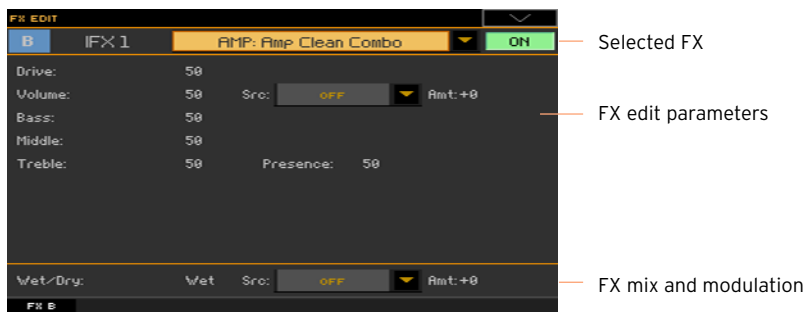 FX EDIT
B IFX 1 AMP: Amp Clean Combo ON Selected FX
Drive: 50
Volume: 50 Src: OFF Amt:+0
FX edit parameters
Bass: 50
Middle: 50
Treble: 50 Presence: 50
Wet/Dry: Wet Src: OFF Amt:+0 FX mix and modulation
FX B